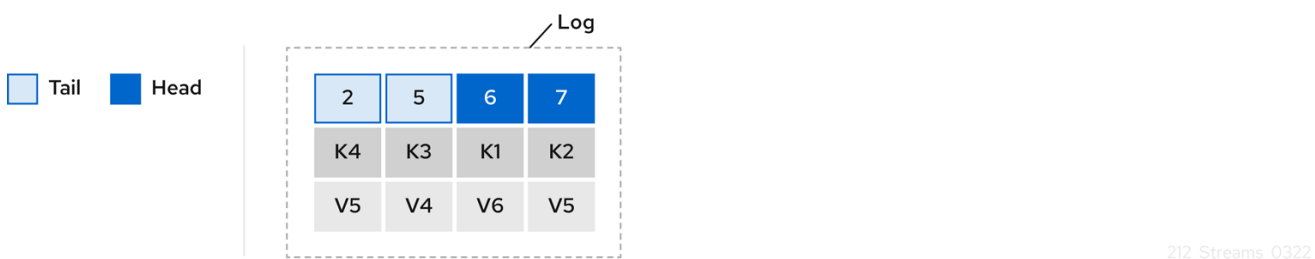 Log
Tail Head
2 5 6 7
K4 K3 K1 K2
V5 V4 V6 V5
212 Streams 0322